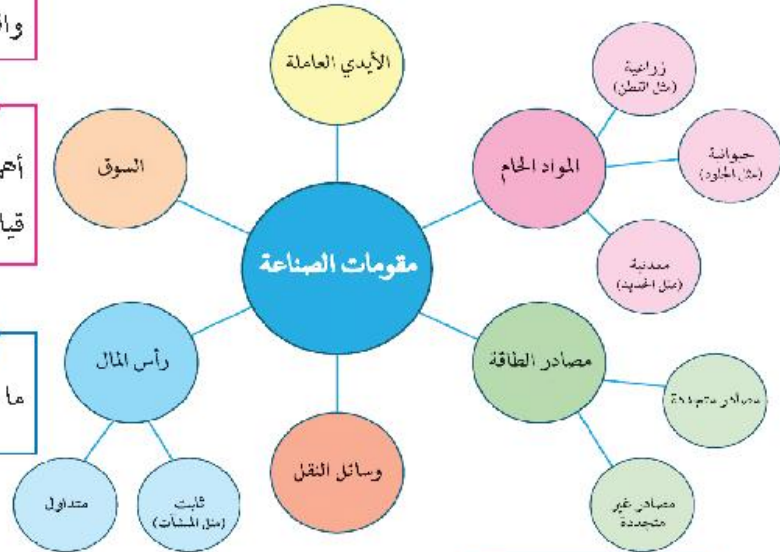 الأيدي العاملة
زراعية
(مثل القطن)
المواد الخام
حيوانية
(مثل الجلود)
معدنية
(مثل الحديد)
السوق
مقومات الصناعة
مصادر الطاقة
مصادر متجددة
مصادر غير
متجددة
رأس المال
ثابت
(مثل المنشآت)
متداول
وسائل النقل
ما